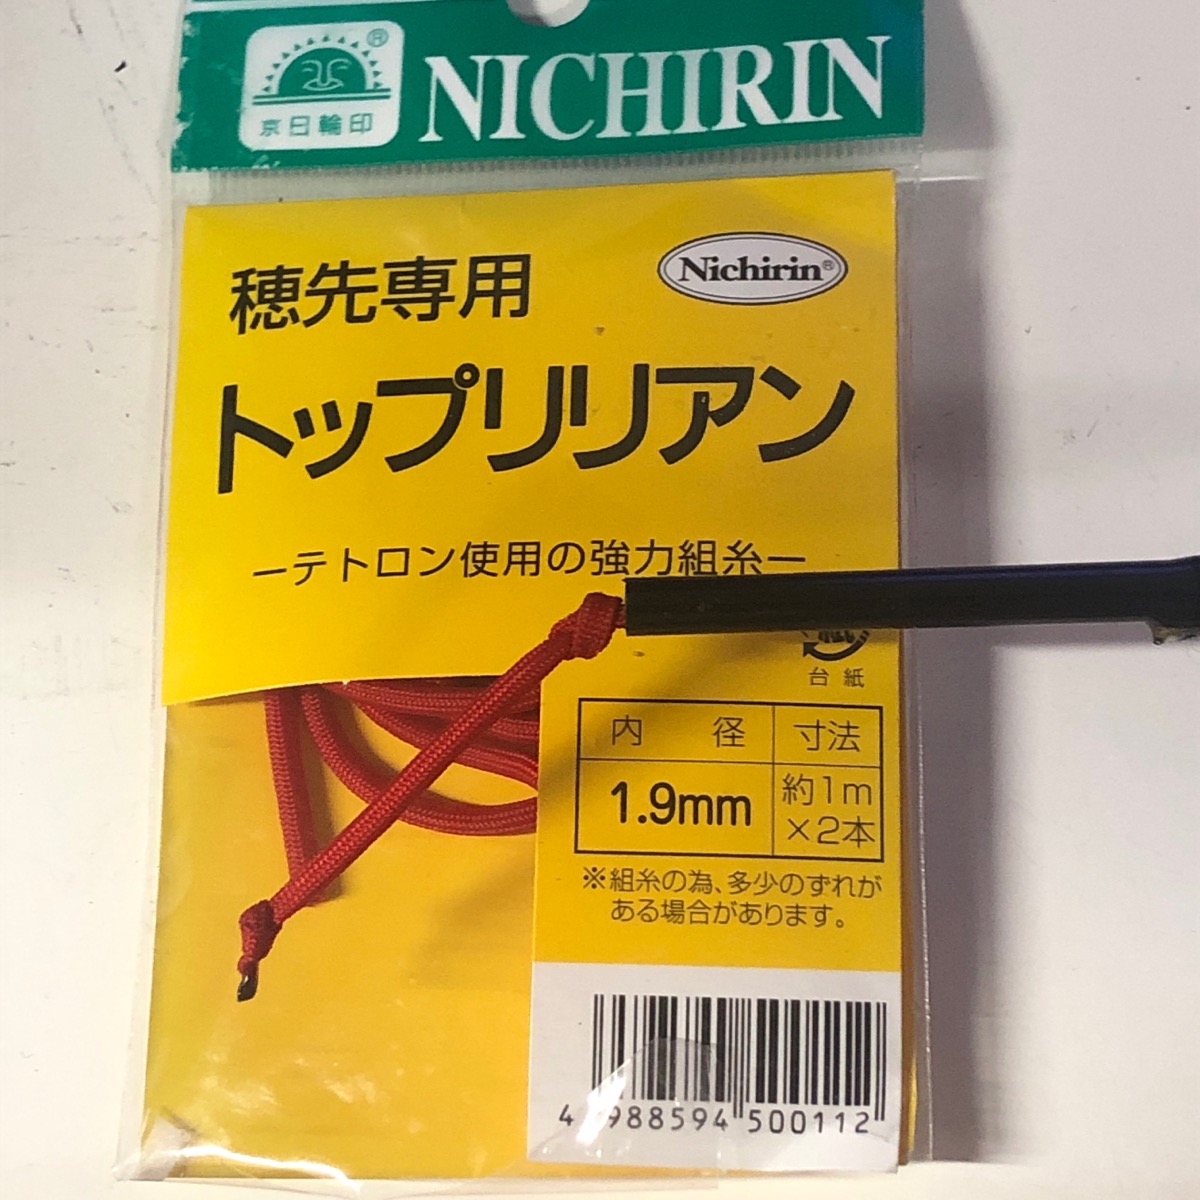 京日輪印
®
NICHIRIN
Nichirin®
穂先専用
トップリリアン
ーテトロン使用の強力組糸ー
台紙
内 径 寸法
1.9mm 約1m
×2本
※組糸の為、多少のずれが
ある場合があります。
4 988594 500112